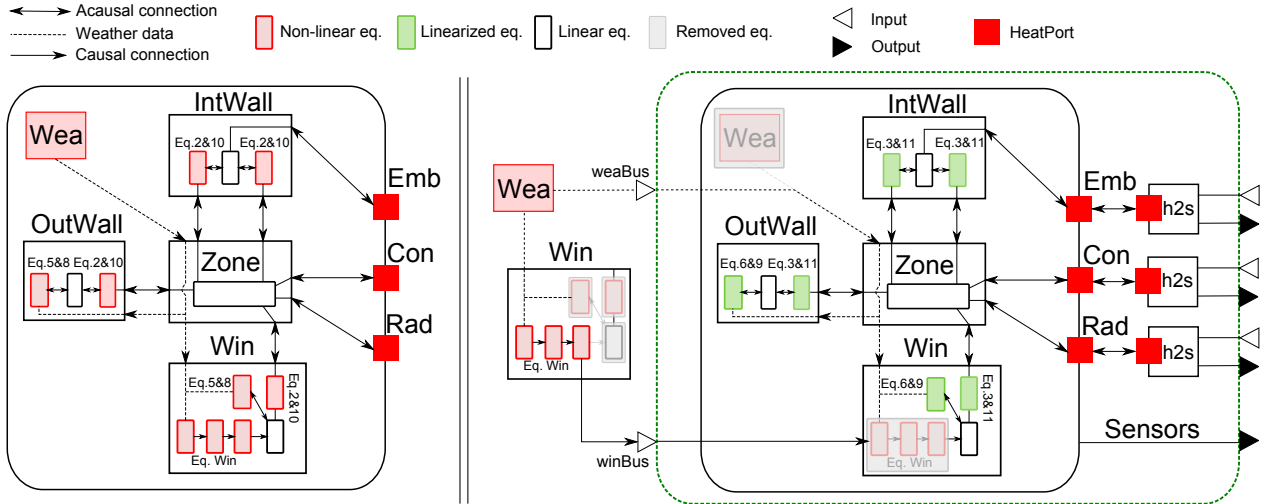 Acausal connection
Weather data
Causal connection
Non-linear eq.
Linearized eq.
Linear eq.
Removed eq.
Input
Output
HeatPort
IntWall
Wea
Eq.2&10
Eq.2&10
Emb
OutWall
Eq.5&8
Eq.2&10
Zone
Con
Rad
Win
Eq.5&8
Eq.2&10
Eq. Win
Wea
weaBus
Win
Eq. Win
winBus
IntWall
Wea
Eq.3&11
Eq.3&11
Emb
h2s
OutWall
Eq.6&9
Eq.3&11
Zone
Con
h2s
Rad
h2s
Win
Eq.6&9
Eq.3&11
Eq. Win
Sensors